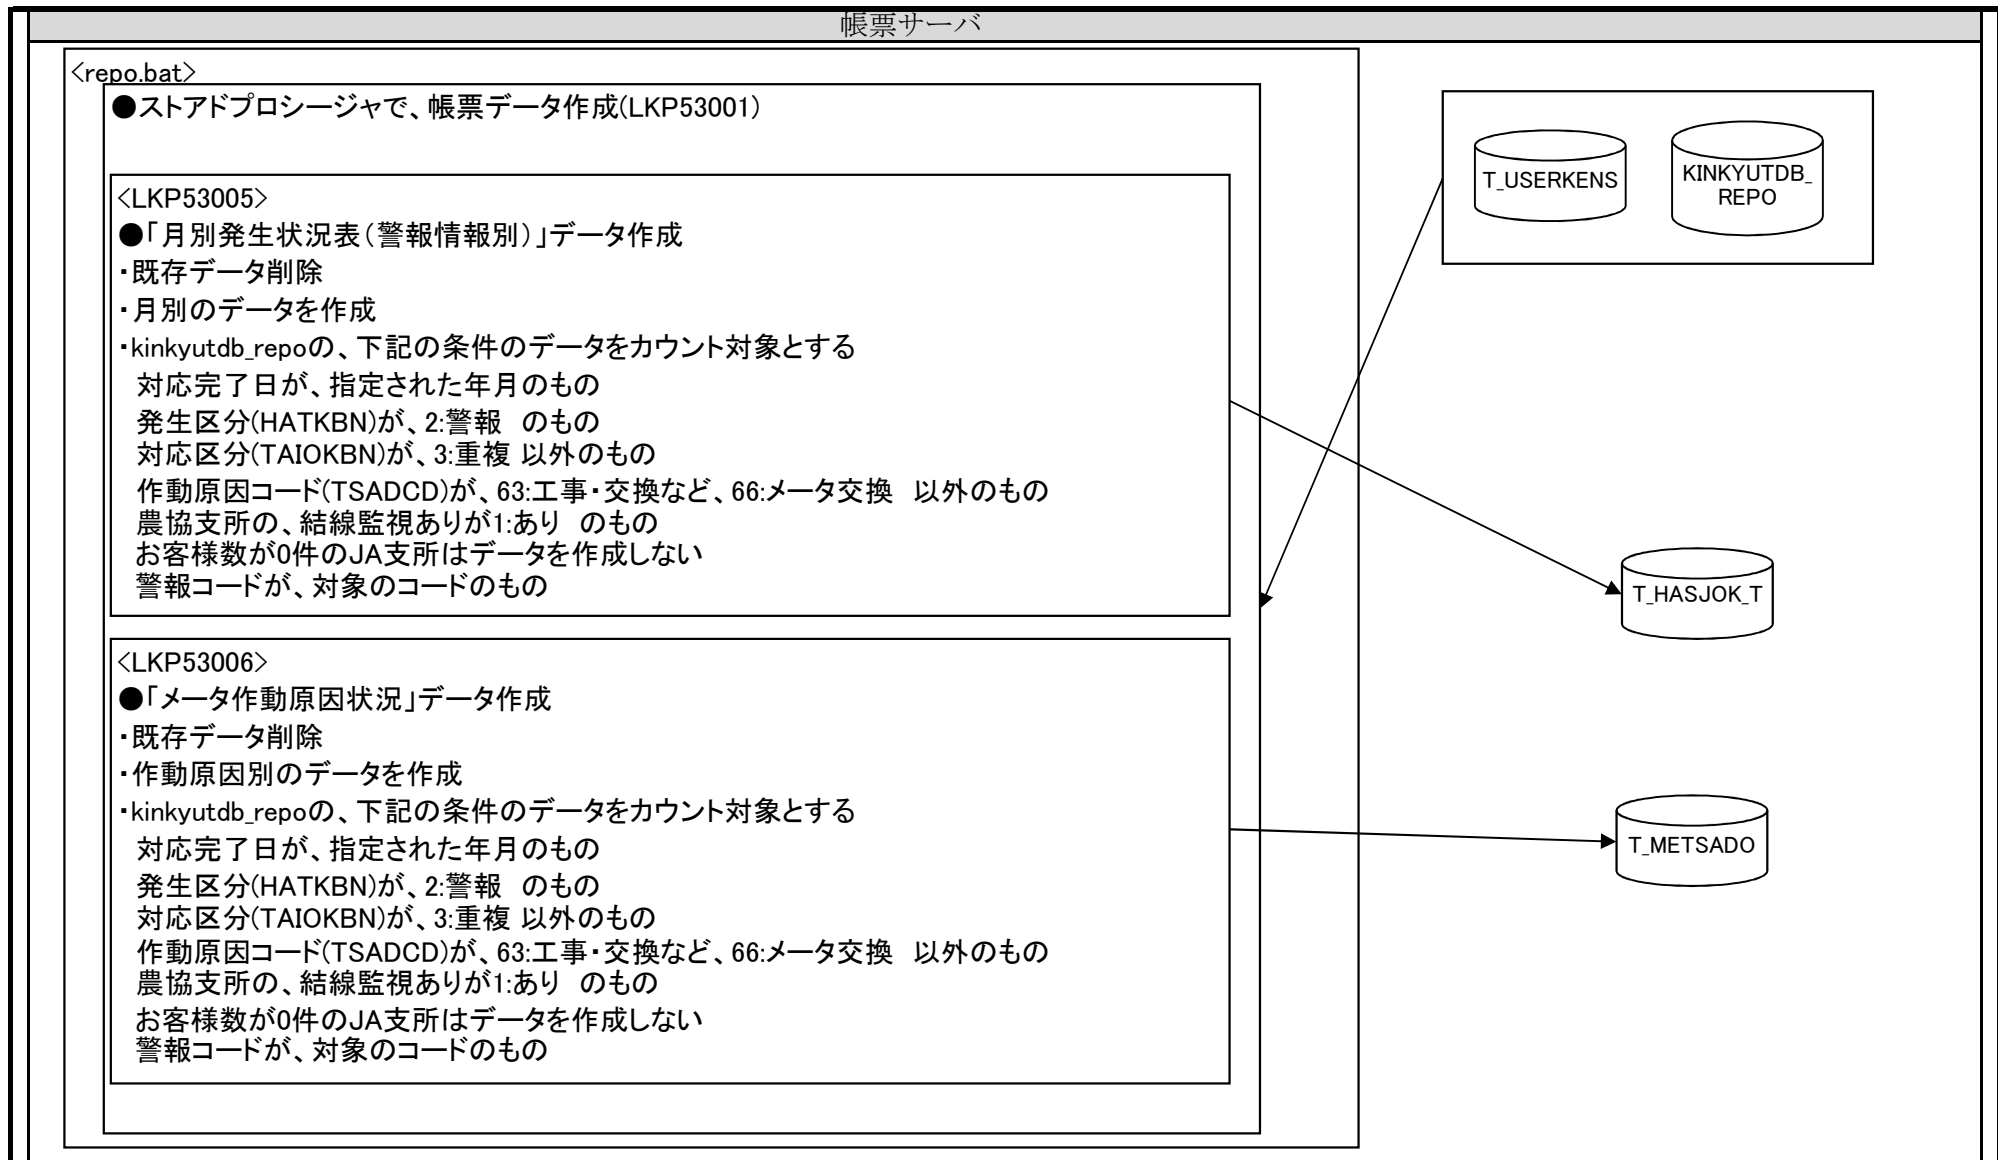 帳票サーバ
<repo.bat>
●ストアドプロシージャで、帳票データ作成(LKP53001)
<LKP53005>
●「月別発生状況表（警報情報別）」データ作成
・既存データ削除
・月別のデータを作成
・kinkyutdb_repoの、下記の条件のデータをカウント対象とする
対応完了日が、指定された年月のもの
発生区分(HATKBN)が、2:警報　のもの
対応区分(TAIOKBN)が、3:重複 以外のもの
作動原因コード(TSADCD)が、63:工事・交換など、66:メータ交換　以外のもの
農協支所の、結線監視ありが1:あり　のもの
お客様数が0件のJA支所はデータを作成しない
警報コードが、対象のコードのもの
<LKP53006>
●「メータ作動原因状況」データ作成
・既存データ削除
・作動原因別のデータを作成
・kinkyutdb_repoの、下記の条件のデータをカウント対象とする
対応完了日が、指定された年月のもの
発生区分(HATKBN)が、2:警報　のもの
対応区分(TAIOKBN)が、3:重複 以外のもの
作動原因コード(TSADCD)が、63:工事・交換など、66:メータ交換　以外のもの
農協支所の、結線監視ありが1:あり　のもの
お客様数が0件のJA支所はデータを作成しない
警報コードが、対象のコードのもの
T_USERKENS
KINKYUTDB_
REPO
T_HASJOK_T
T_METSADO